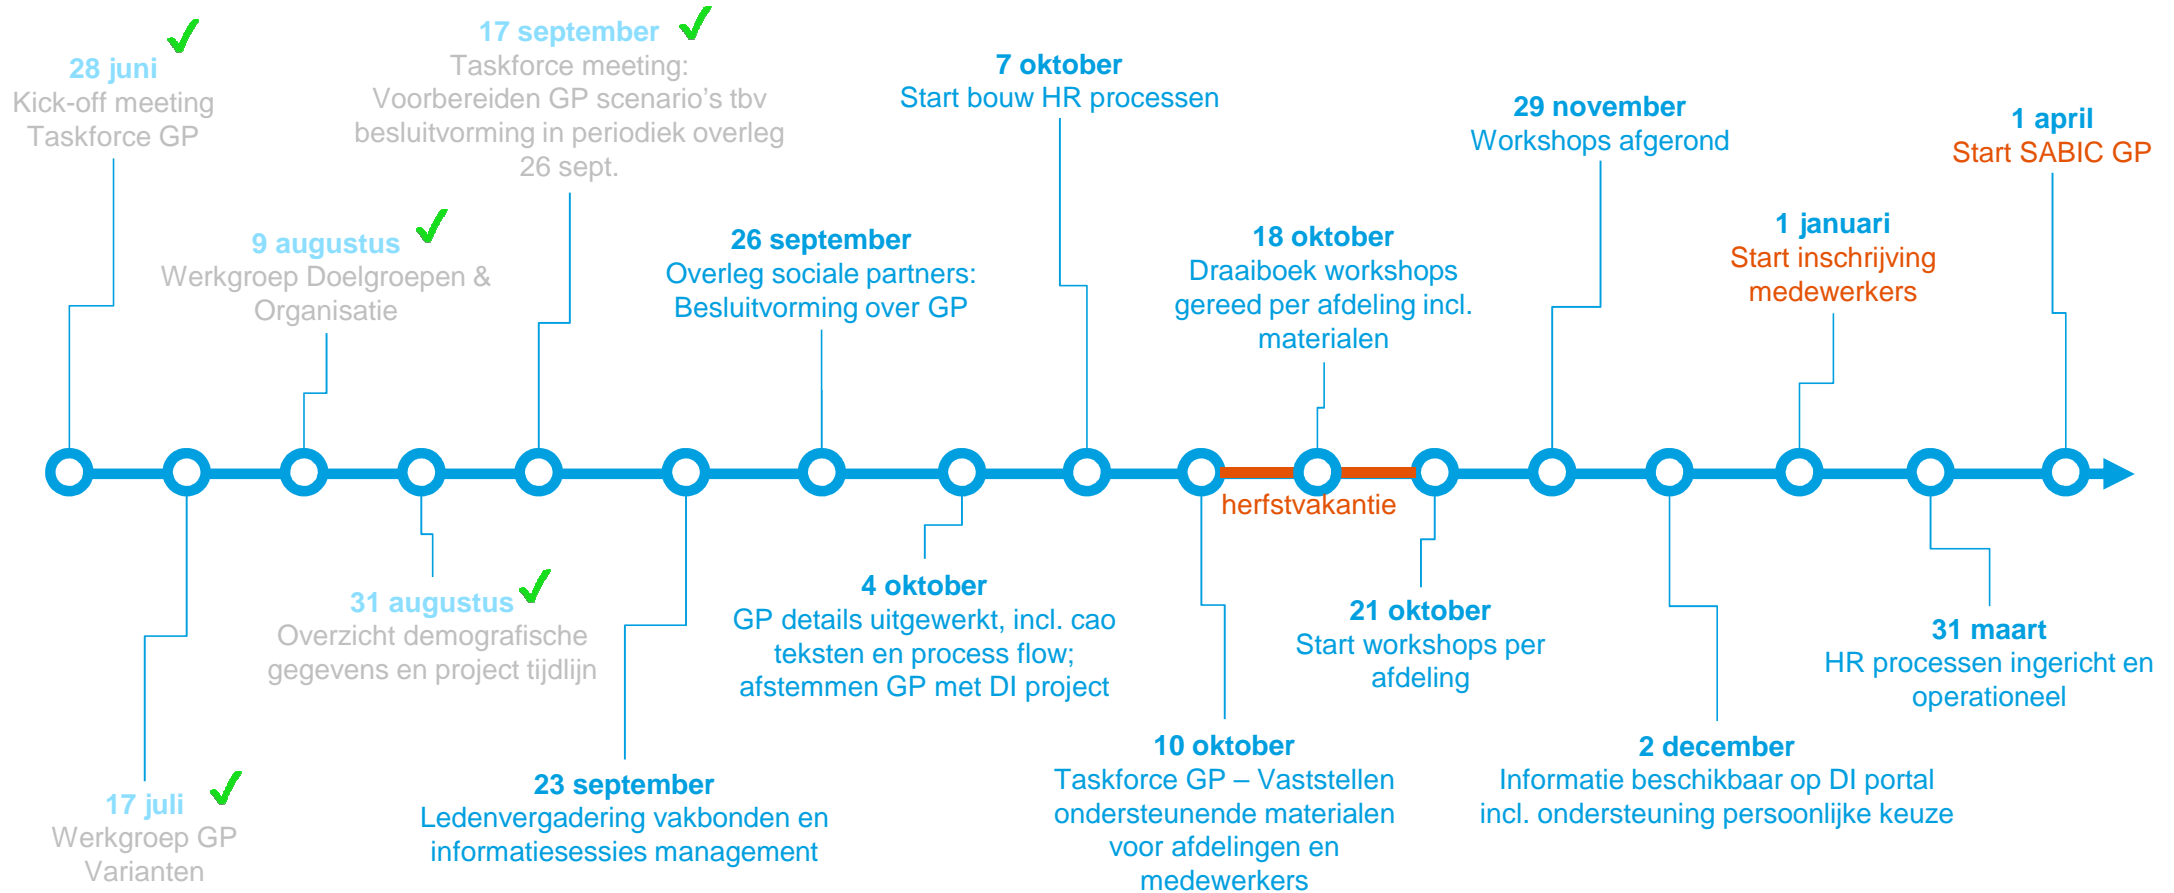 28 juni
Kick-off meeting
Taskforce GP
17 juli
Werkgroep GP
Varianten
9 augustus
Werkgroep Doelgroepen &
Organisatie
31 augustus
Overzicht demografische
gegevens en project tijdlijn
17 september
Taskforce meeting:
Voorbereiden GP scenario’s tbv
besluitvorming in periodiek overleg
26 sept.
23 september
Ledenvergadering vakbonden en
informatiesessies management
26 september
Overleg sociale partners:
Besluitvorming over GP
4 oktober
GP details uitgewerkt, incl. cao
teksten en process flow;
afstemmen GP met DI project
7 oktober
Start bouw HR processen
10 oktober
Taskforce GP – Vaststellen
ondersteunende materialen
voor afdelingen en
medewerkers
herfstvakantie
18 oktober
Draaiboek workshops
gereed per afdeling incl.
materialen
21 oktober
Start workshops per
afdeling
29 november
Workshops afgerond
2 december
Informatie beschikbaar op DI portal
incl. ondersteuning persoonlijke keuze
1 januari
Start inschrijving
medewerkers
31 maart
HR processen ingericht en
operationeel
1 april
Start SABIC GP